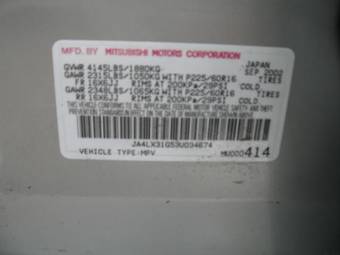 MFD. BY MITSUBISHI MOTORS CORPORATION
GVWR 4145LBS/1880KG JAPAN
GAWR 2315LBS/1050KG WITH P225/60R16 SEP 2002
FR 16X6JJ RIMS AT 200KPa/29PSI TIRES
GAWR 2348LBS/1065KG WITH P225/60R16 TIRES
RR 16X6JJ RIMS AT 200KPa/29PSI COLD.
THIS VEHICLE CONFORMS TO ALL APPLICABLE FEDERAL MOTOR VEHICLE SAFETY BUMPER AND THEFT PREVENTION STANDARDS IN EFFECT ON THE DATE OF MANUFACTURE SHOWN ABOVE.
JA4LX31G53U034674
VEHICLE TYPE:MPV MU000414